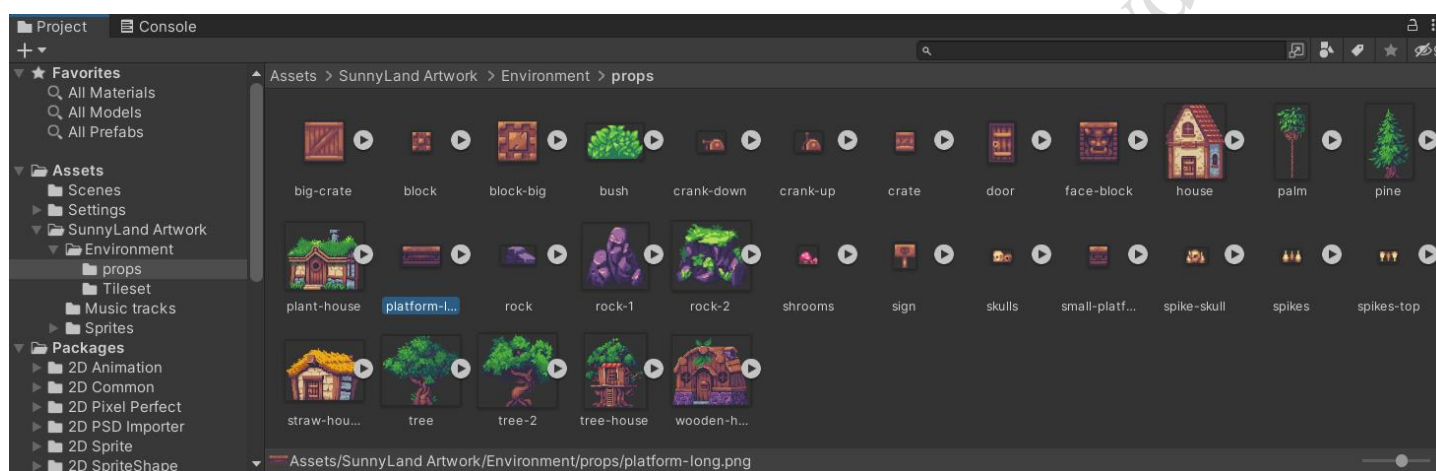 Project Console
Favorites
All Materials
All Models
All Prefabs
Assets
Scenes
Settings
SunnyLand Artwork
Environment
props
Tileset
Music tracks
Sprites
Packages
2D Animation
2D Common
2D Pixel Perfect
2D PSD Importer
2D Sprite
2D SpriteShape
Assets > SunnyLand Artwork > Environment > props
big-crate block block-big bush crank-down crank-up crate door face-block house palm pine
plant-house platform-l... rock rock-1 rock-2 shrooms sign skulls small-platf... spike-skull spikes spikes-top
straw-hou... tree tree-2 tree-house wooden-h...
Assets/SunnyLand Artwork/Environment/props/platform-long.png